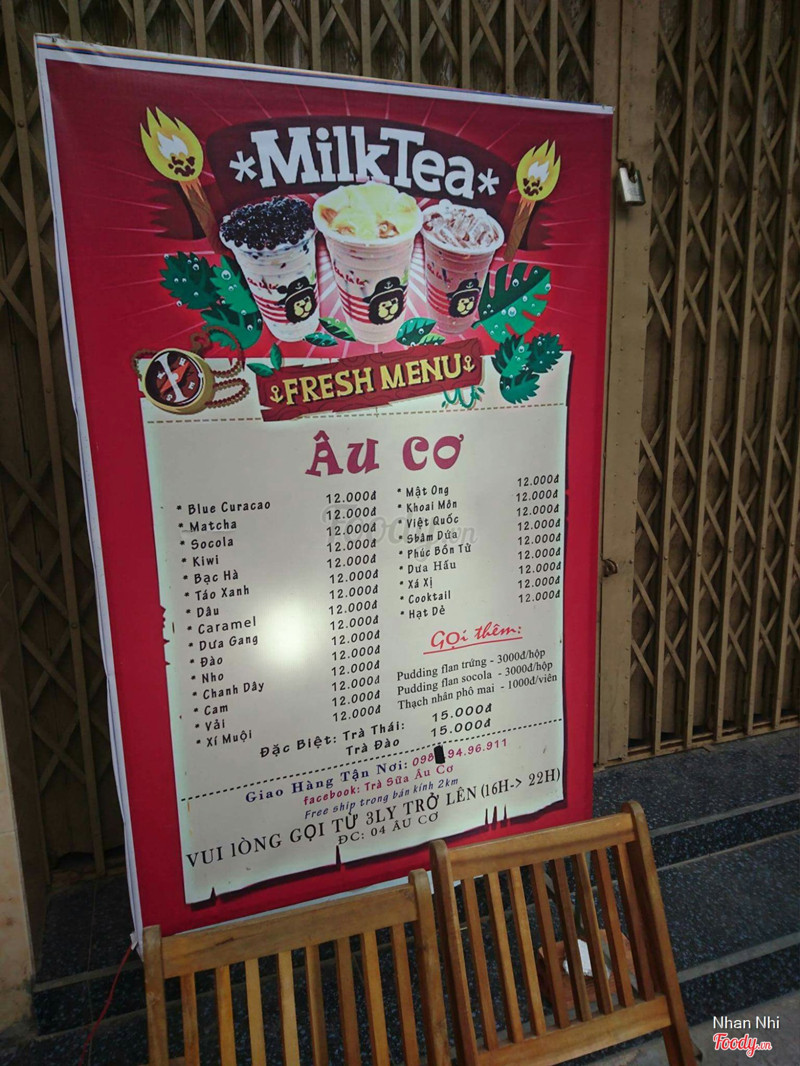 *MilkTea*
FRESH MENU
Âu Cơ
* Blue Curacao 12.000đ
* Matcha 12.000đ
* Socola 12.000đ
* Kiwi 12.000đ
* Bạc Hà 12.000đ
* Táo Xanh 12.000đ
* Dâu 12.000đ
* Caramel 12.000đ
* Dưa Gang 12.000đ
* Đào 12.000đ
* Nho 12.000đ
* Chanh Dây 12.000đ
* Cam 12.000đ
* Vải 12.000đ
* Xí Muội
* Mật Ong 12.000đ
* Khoai Môn 12.000đ
* Việt Quốc 12.000đ
* Sbâm Dứa 12.000đ
* Phúc Bồn Tử 12.000đ
* Dưa Hấu 12.000đ
* Xá Xị 12.000đ
* Cooktail 12.000đ
* Hạt Dẻ 12.000đ
Gọi thêm:
Pudding flan trứng - 3000đ/hộp
Pudding flan socola - 3000đ/hộp
Thạch nhân phô mai - 1000đ/viên
Đặc Biệt: Trà Thái: 15.000đ
Trà Đào 15.000đ
Giao Hàng Tận Nơi: 098 94.96.911
facebook: Trà Sữa Âu Cơ
Free ship trong bán kính 2km
VUI lÒNG GỌI TỪ 3LY TRỞ LÊN (16H-> 22H)
ĐC: 04 ÂU CƠ
Nhan Nhi
Foody.vn